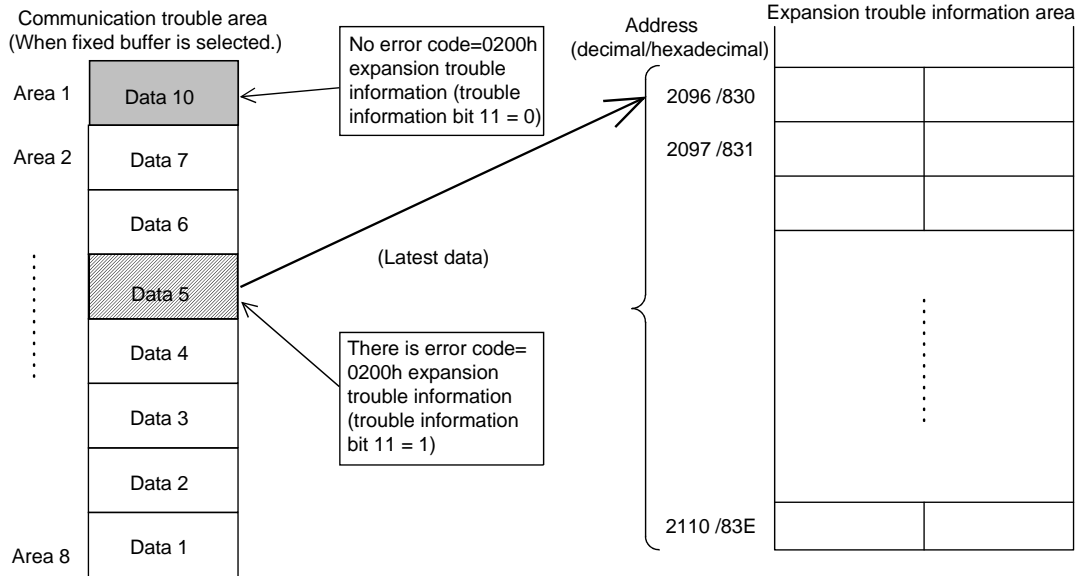 Communication trouble area
(When fixed buffer is selected.)
Area 1
Data 10
Area 2
Data 7
Data 6
Data 5
Data 4
Data 3
Data 2
Area 8
Data 1
No error code=0200h
expansion trouble
information (trouble
information bit 11 = 0)
(Latest data)
There is error code=
0200h expansion
trouble information
(trouble information
bit 11 = 1)
Address
(decimal/hexadecimal)
2096 /830
2097 /831
2110 /83E
Expansion trouble information area